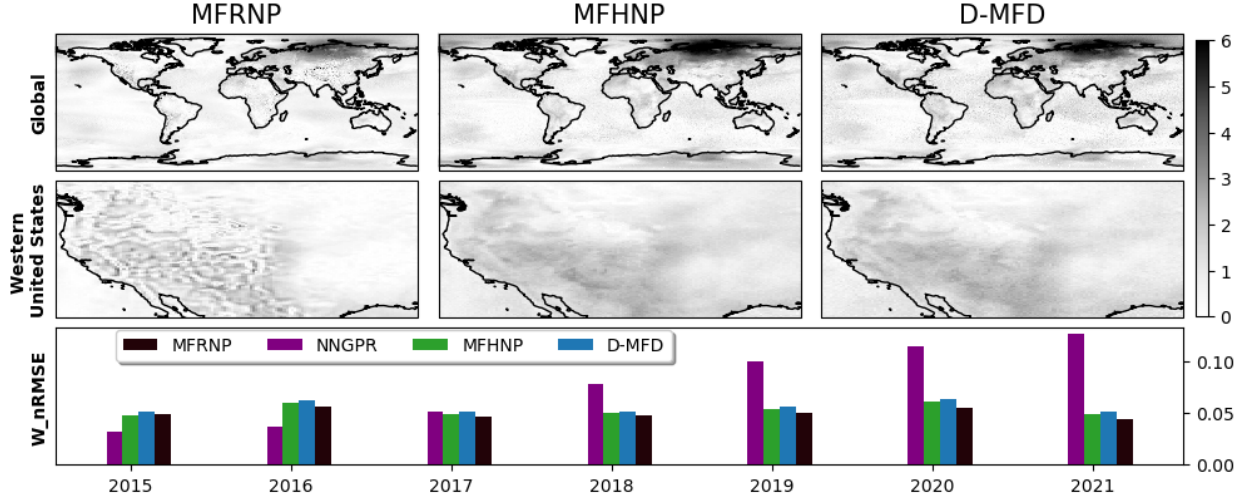 MFRNP MFHNP D-MFD
Global
Western
United States
6
5
4
3
2
1
0
W_nRMSE
MFRNP NNGPR MFHNP D-MFD
0.10
0.05
0.00
2015 2016 2017 2018 2019 2020 2021